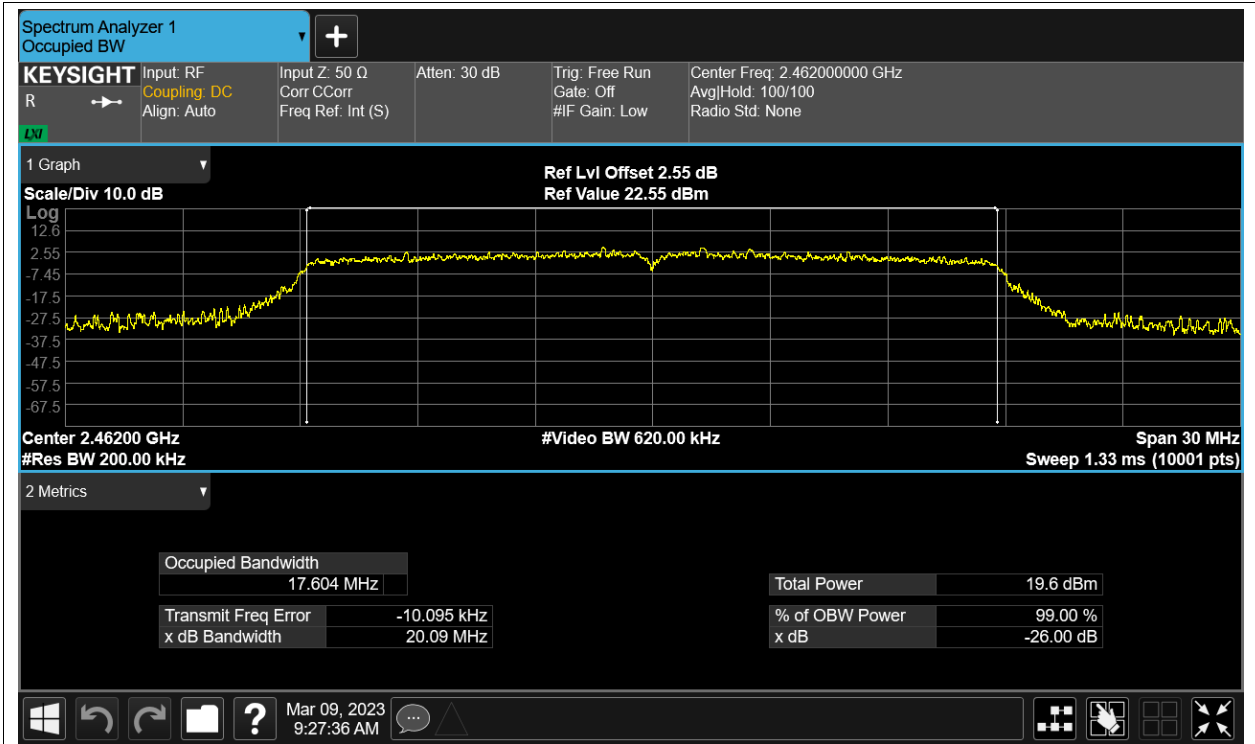 Spectrum Analyzer 1
Occupied BW
KEYSIGHT
R
LXI
Input: RF
Coupling: DC
Align: Auto
Input Z: 50 Ω
Corr CCorr
Freq Ref: Int (S)
Atten: 30 dB
Trig: Free Run
Gate: Off
#IF Gain: Low
Center Freq: 2.462000000 GHz
Avg|Hold: 100/100
Radio Std: None
1 Graph
Scale/Div 10.0 dB
Ref Lvl Offset 2.55 dB
Ref Value 22.55 dBm
Log
12.6
2.55
-7.45
-17.5
-27.5
-37.5
-47.5
-57.5
-67.5
Center 2.46200 GHz
#Video BW 620.00 kHz
Span 30 MHz
#Res BW 200.00 kHz
Sweep 1.33 ms (10001 pts)
2 Metrics
Occupied Bandwidth
17.604 MHz
Total Power 19.6 dBm
Transmit Freq Error -10.095 kHz
% of OBW Power 99.00 %
x dB Bandwidth 20.09 MHz
x dB -26.00 dB
?
Mar 09, 2023
9:27:36 AM